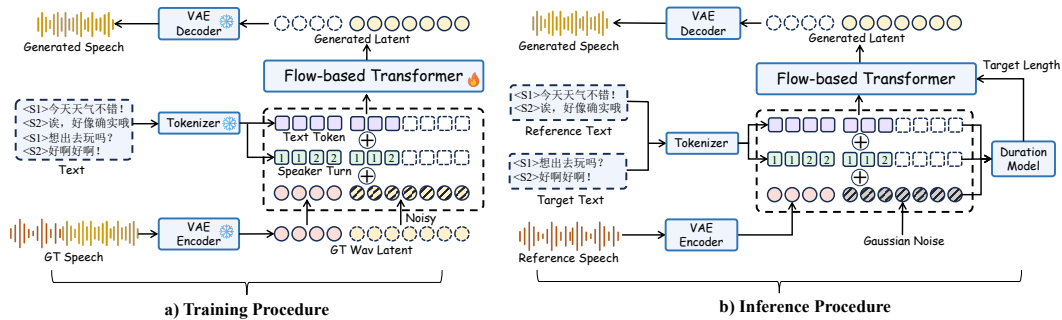 Generated Speech
VAE
Decoder
Generated Latent
Flow-based Transformer
<S1>今天天气不错！
<S2>诶，好像确实哦
<S1>想出去玩吗？
<S2>好啊好啊！
Text
Tokenizer
Text Token
1 1 2 2 1 1 2
Speaker Turn
Noisy
GT Speech
VAE
Encoder
GT Wav Latent
a) Training Procedure
Generated Speech
VAE
Decoder
Generated Latent
Target Length
Flow-based Transformer
<S1>今天天气不错！
<S2>诶，好像确实哦
Reference Text
<S1>想出去玩吗？
<S2>好啊好啊！
Target Text
Tokenizer
1 1 2 2 1 1 2
Duration
Model
Reference Speech
VAE
Encoder
Gaussian Noise
b) Inference Procedure